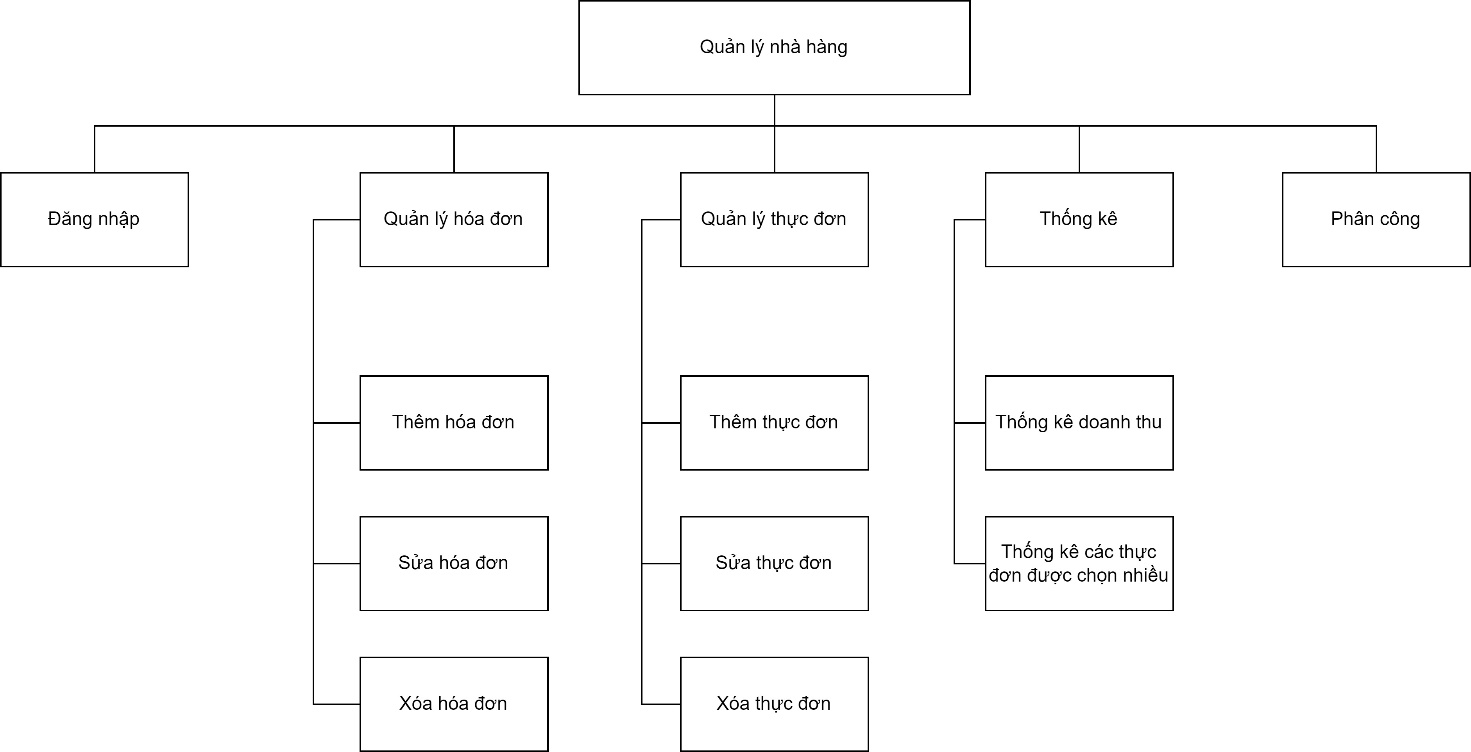 Quản lý nhà hàng
Đăng nhập
Quản lý hóa đơn
Quản lý thực đơn
Thống kê
Phân công
Thêm hóa đơn
Thêm thực đơn
Thống kê doanh thu
Sửa hóa đơn
Sửa thực đơn
Thống kê các thực
đơn được chọn nhiều
Xóa hóa đơn
Xóa thực đơn